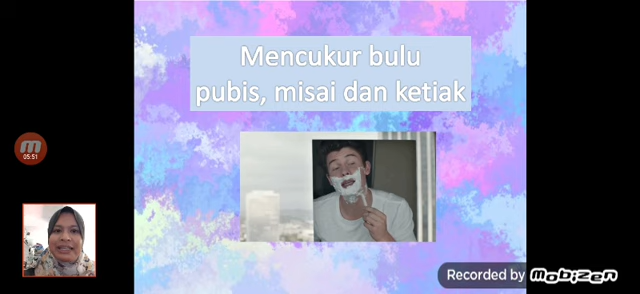 Mencukur bulu
pubis, misai dan ketiak
05:51
Recorded by Mobizen